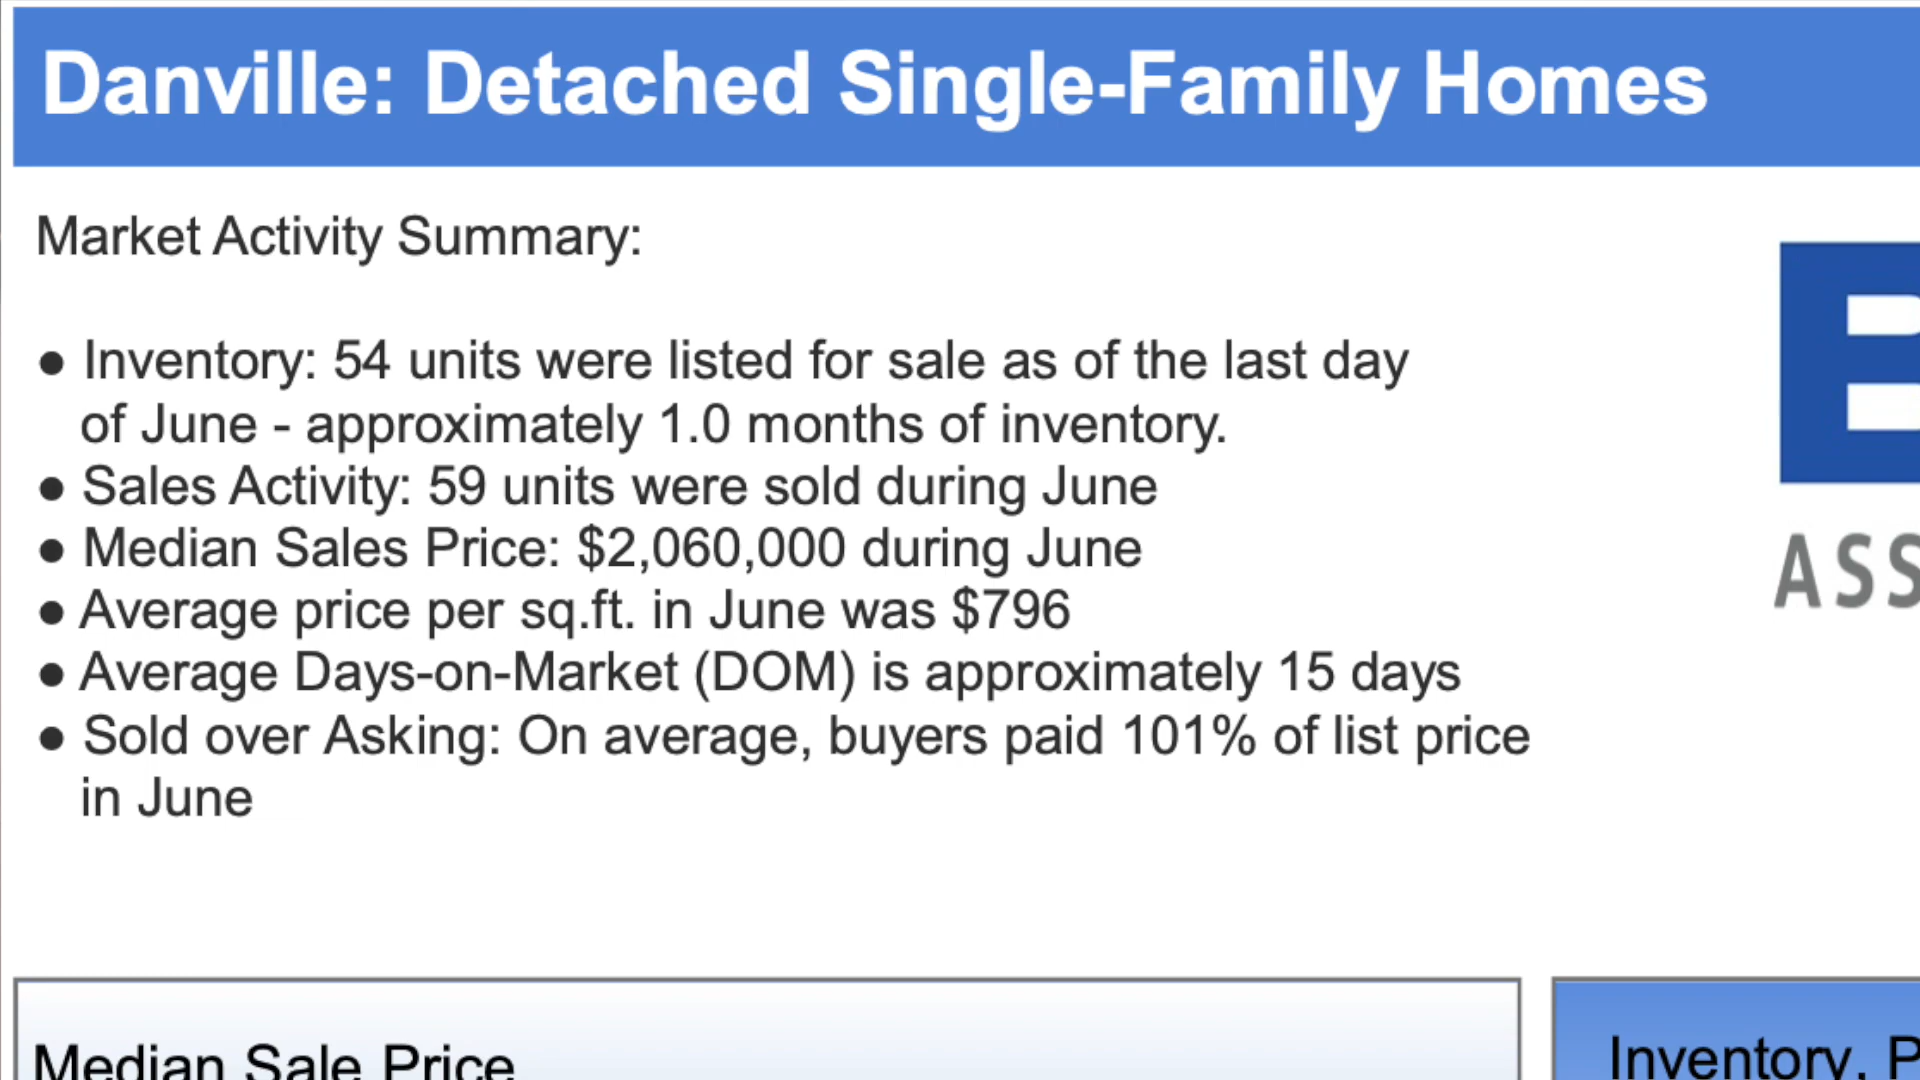 Danville: Detached Single-Family Homes
Market Activity Summary:
● Inventory: 54 units were listed for sale as of the last day
of June - approximately 1.0 months of inventory.
● Sales Activity: 59 units were sold during June
● Median Sales Price: $2,060,000 during June
● Average price per sq.ft. in June was $796
● Average Days-on-Market (DOM) is approximately 15 days
● Sold over Asking: On average, buyers paid 101% of list price
in June
Median Sale Price
Inventory,